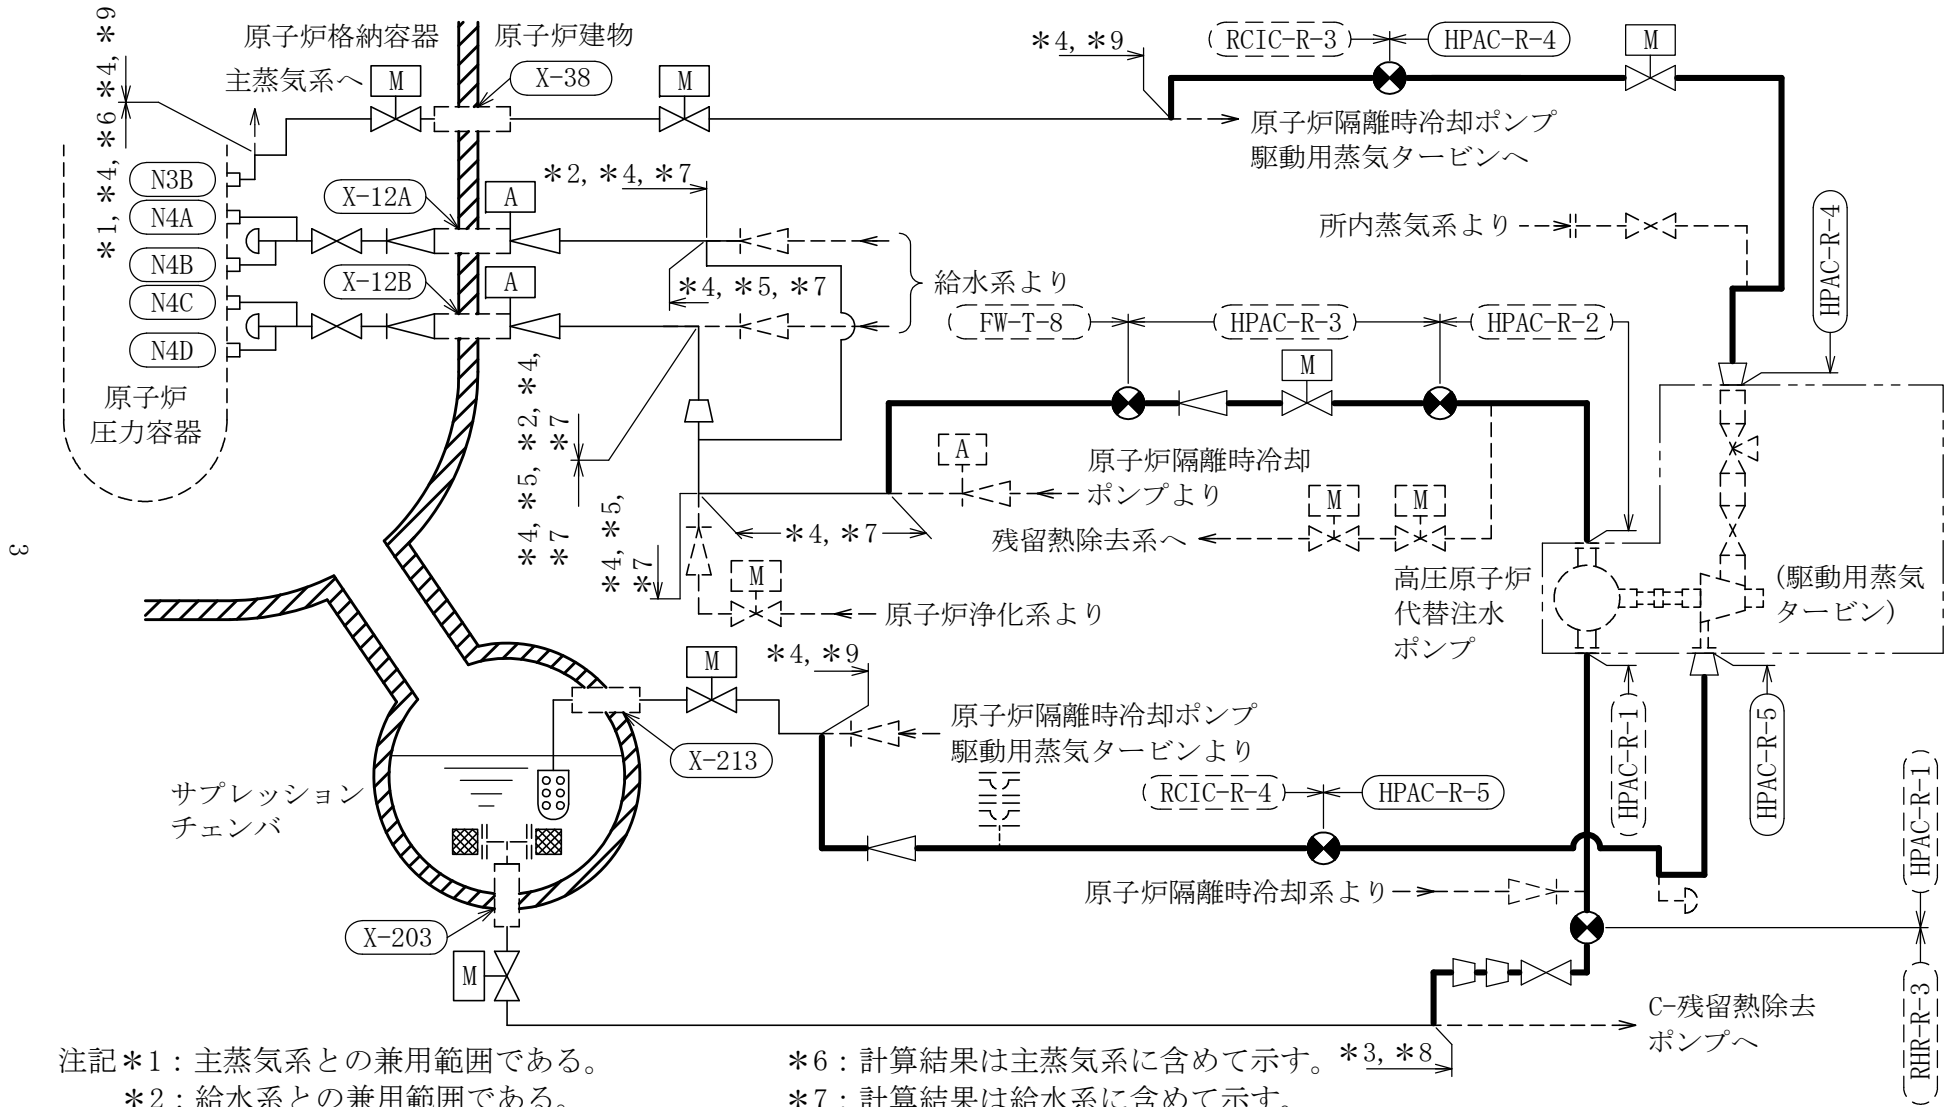 原子炉格納容器
原子炉建物
主蒸気系へ
M
X-38
M
*4, *9
RCIC-R-3
HPAC-R-4
M
原子炉隔離時冷却ポンプ
駆動用蒸気タービンへ
*1, *4, *6
*4, *9
N3B
N4A
N4B
N4C
N4D
原子炉
圧力容器
X-12A
A
X-12B
A
*2, *4, *7
*4, *5, *7
給水系より
所内蒸気系より
HPAC-R-4
FW-T-8
HPAC-R-3
HPAC-R-2
M
*4, *5,
*7
*2, *4,
*7
*4, *5,
*7
*4, *7
A
原子炉隔離時冷却
ポンプより
M
M
残留熱除去系へ
M
原子炉浄化系より
高圧原子炉
代替注水
ポンプ
(駆動用蒸気
タービン)
3
M
*4, *9
原子炉隔離時冷却ポンプ
駆動用蒸気タービンより
X-213
HPAC-R-1
HPAC-R-5
サプレッション
チェンバ
RCIC-R-4
HPAC-R-5
HPAC-R-1
原子炉隔離時冷却系より
X-203
M
RHR-R-3
C-残留熱除去
ポンプへ
*3, *8
注記*1：主蒸気系との兼用範囲である。
*2：給水系との兼用範囲である。
*6：計算結果は主蒸気系に含めて示す。
*7：計算結果は給水系に含めて示す。